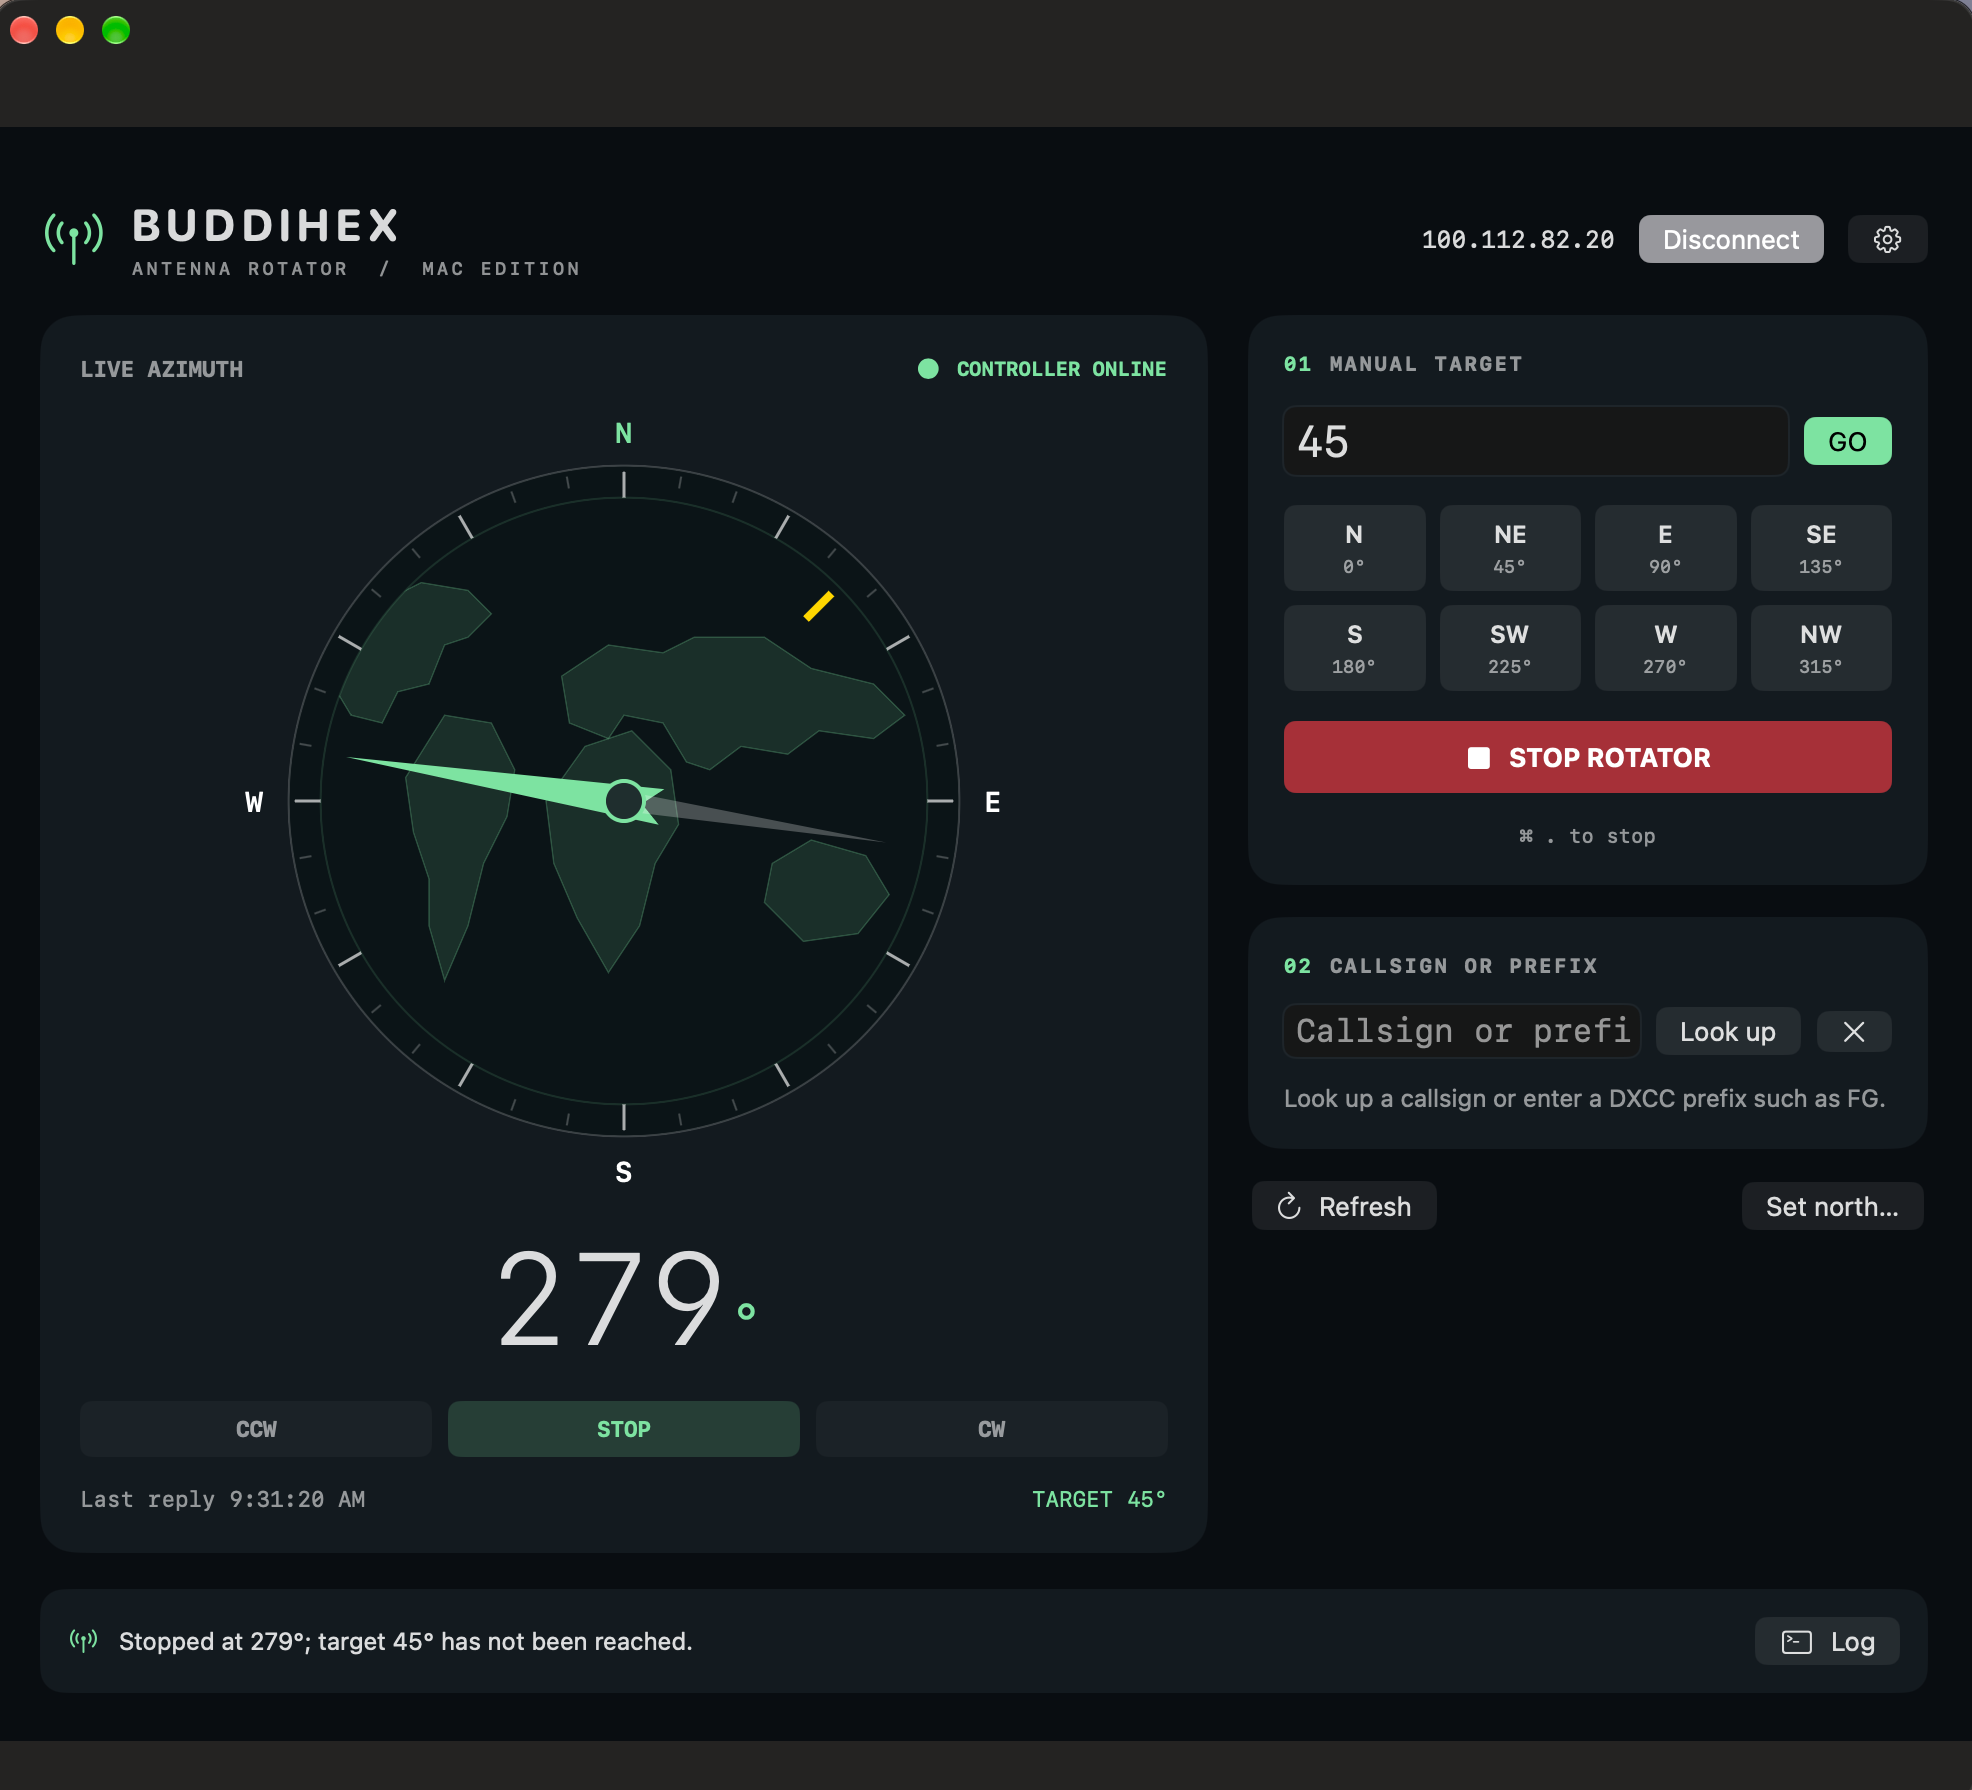 BUDDIHEX
ANTENNA ROTATOR / MAC EDITION
100.112.82.20
Disconnect
LIVE AZIMUTH
CONTROLLER ONLINE
N
W
E
S
279°
CCW
STOP
CW
Last reply 9:31:20 AM
TARGET 45°
01 MANUAL TARGET
45
GO
N
0°
NE
45°
E
90°
SE
135°
S
180°
SW
225°
W
270°
NW
315°
STOP ROTATOR
⌘ . to stop
02 CALLSIGN OR PREFIX
Callsign or prefi
Look up
Look up a callsign or enter a DXCC prefix such as FG.
Refresh
Set north...
Stopped at 279°; target 45° has not been reached.
Log